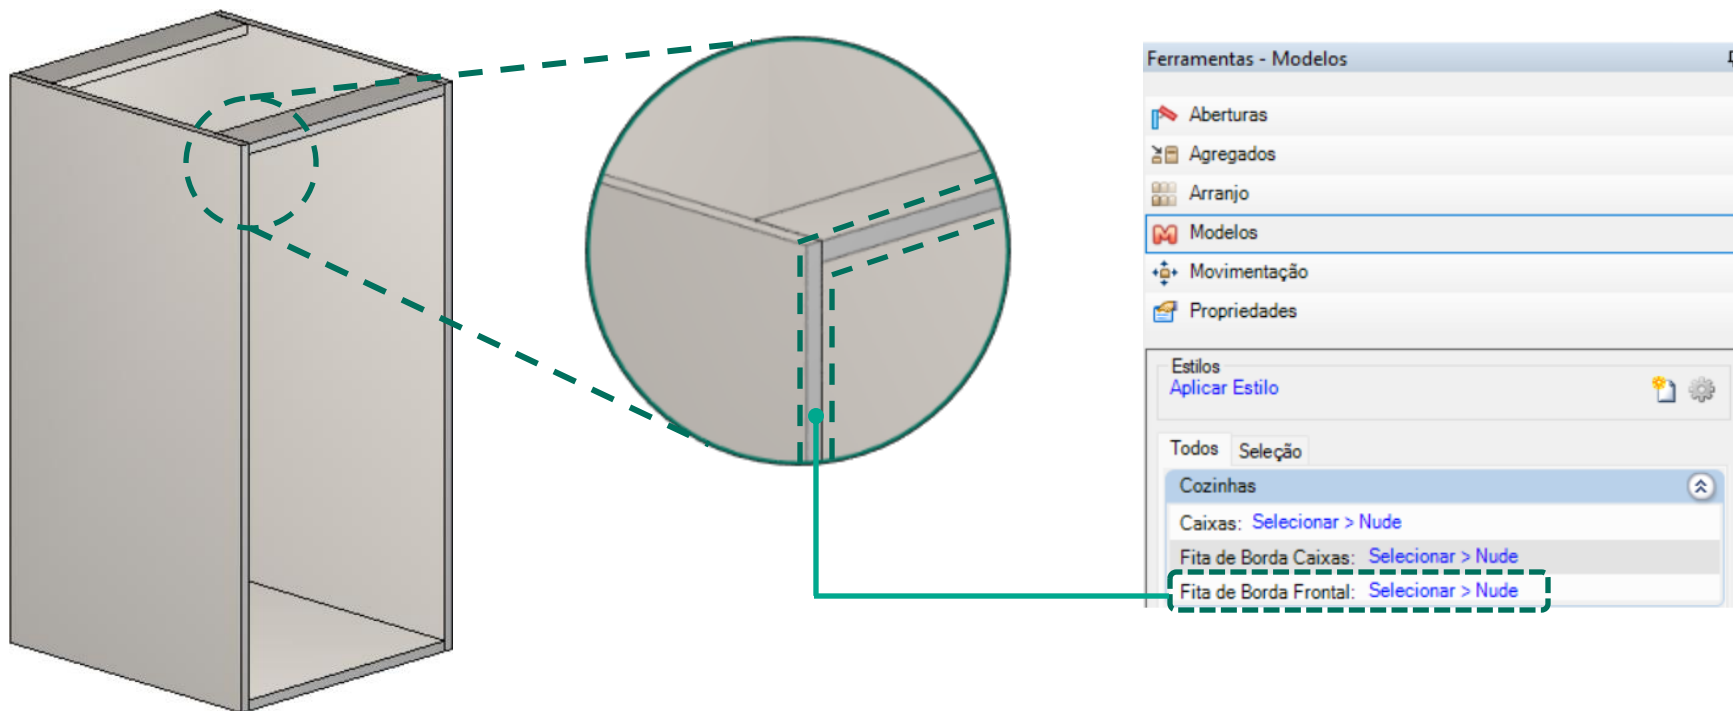 Ferramentas - Modelos
Aberturas
Agregados
Arranjo
Modelos
Movimentação
Propriedades
Estilos
Aplicar Estilo
Todos Seleção
Cozinhas
Caixas: Selecionar > Nude
Fita de Borda Caixas: Selecionar > Nude
Fita de Borda Frontal: Selecionar > Nude